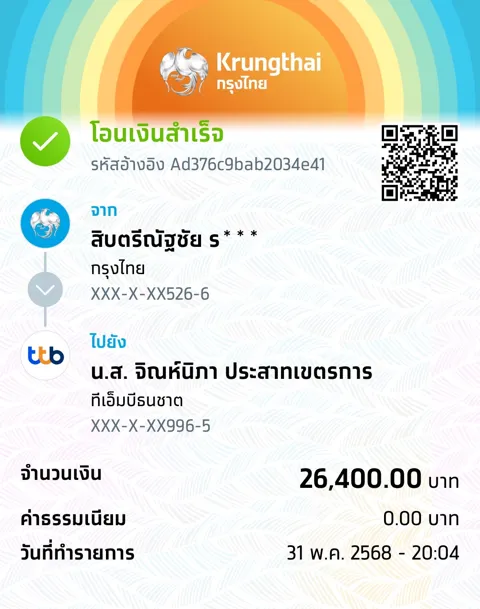 Krungthai
กรุงไทย
โอนเงินสำเร็จ
รหัสอ้างอิง Ad376c9bab2034e41
จาก
สิบตรีณัฐชัย ร***
กรุงไทย
XXX-X-XX526-6
ไปยัง
ttb
น.ส. จิณห์นิภา ประสาทเขตรการ
ทีเอ็มบีธนชาต
XXX-X-XX996-5
จำนวนเงิน 26,400.00 บาท
ค่าธรรมเนียม 0.00 บาท
วันที่ทำรายการ 31 พ.ค. 2568 - 20:04